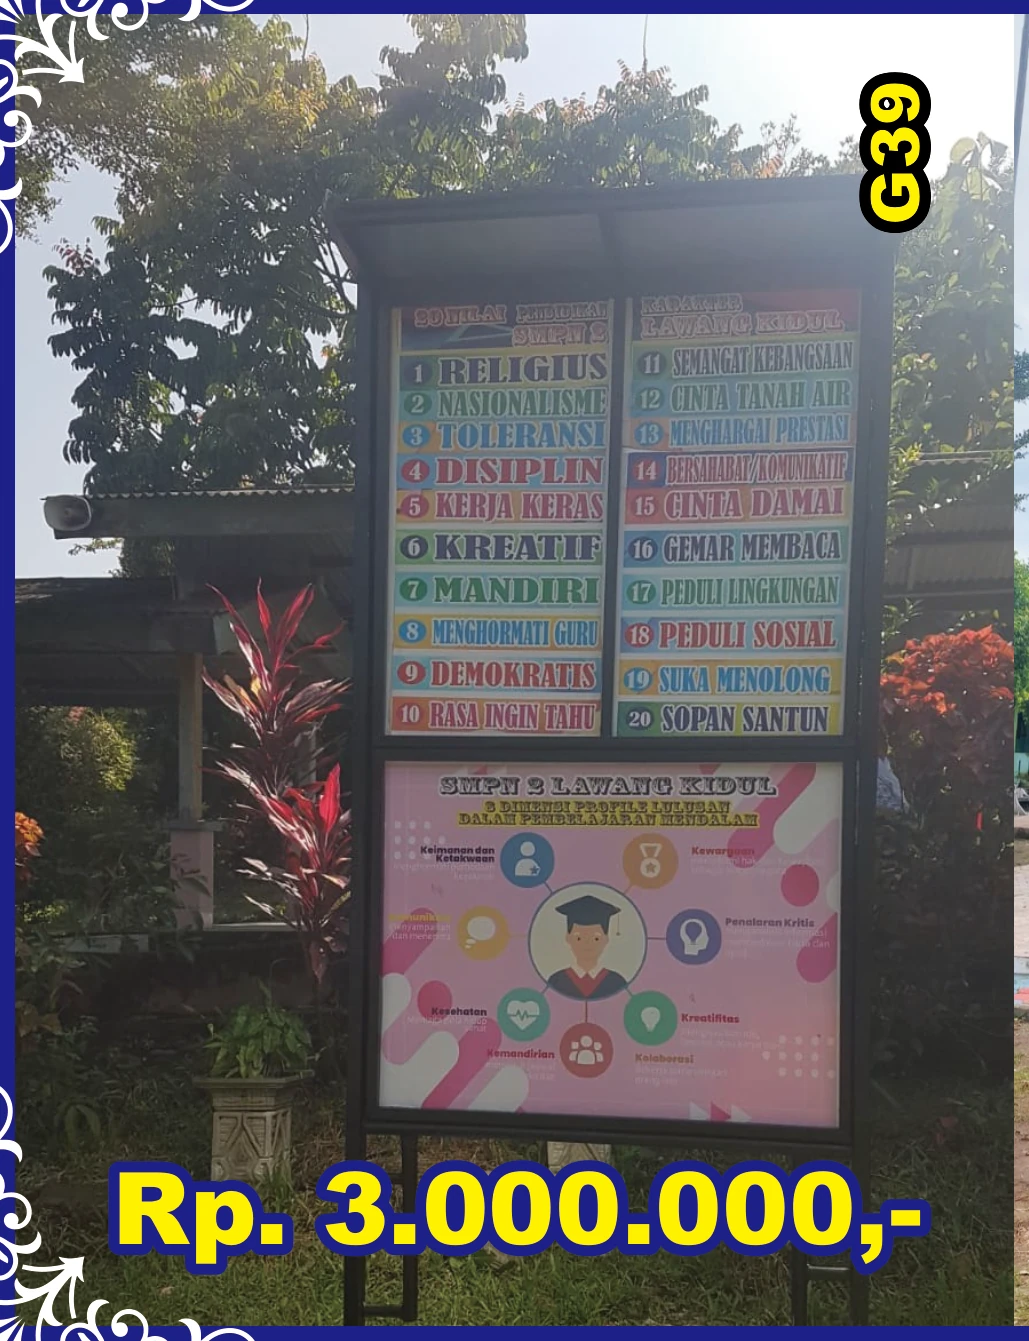 G39
20 NILAI PENDIDIKAN KARAKTER
SMPN 2 LAWANG KIDUL
1 RELIGIUS
2 NASIONALISME
3 TOLERANSI
4 DISIPLIN
5 KERJA KERAS
6 KREATIF
7 MANDIRI
8 MENGHORMATI GURU
9 DEMOKRATIS
10 RASA INGIN TAHU
11 SEMANGAT KEBANGSAAN
12 CINTA TANAH AIR
13 MENGHARGAI PRESTASI
14 BERSAHABAT/KOMUNIKATIF
15 CINTA DAMAI
16 GEMAR MEMBACA
17 PEDULI LINGKUNGAN
18 PEDULI SOSIAL
19 SUKA MENOLONG
20 SOPAN SANTUN
SMPN 2 LAWANG KIDUL
8 DIMENSI PROFILE LULUSAN
DALAM PEMBELAJARAN MENDALAM
Keimanan dan
Ketakwaan
Kewargaan
Komunikasi
dan menerima
Penalaran Kritis
Kesehatan
Kreatifitas
Kemandirian
Kolaborasi
Rp. 3.000.000,-